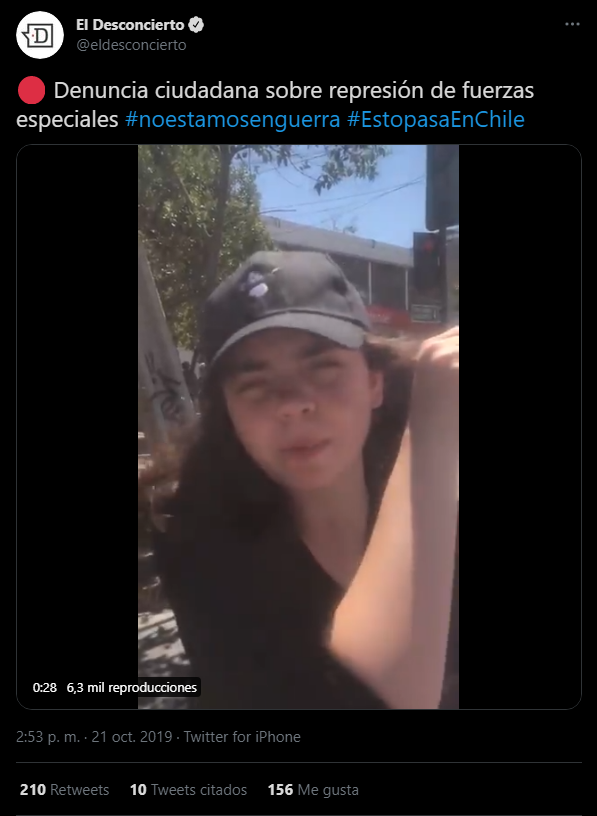 El Desconcierto
@eldesconcierto
Denuncia ciudadana sobre represión de fuerzas
especiales #noestamosenguerra #EstopasaEnChile
0:28 6,3 mil reproducciones
2:53 p. m. · 21 oct. 2019 · Twitter for iPhone
210 Retweets 10 Tweets citados 156 Me gusta